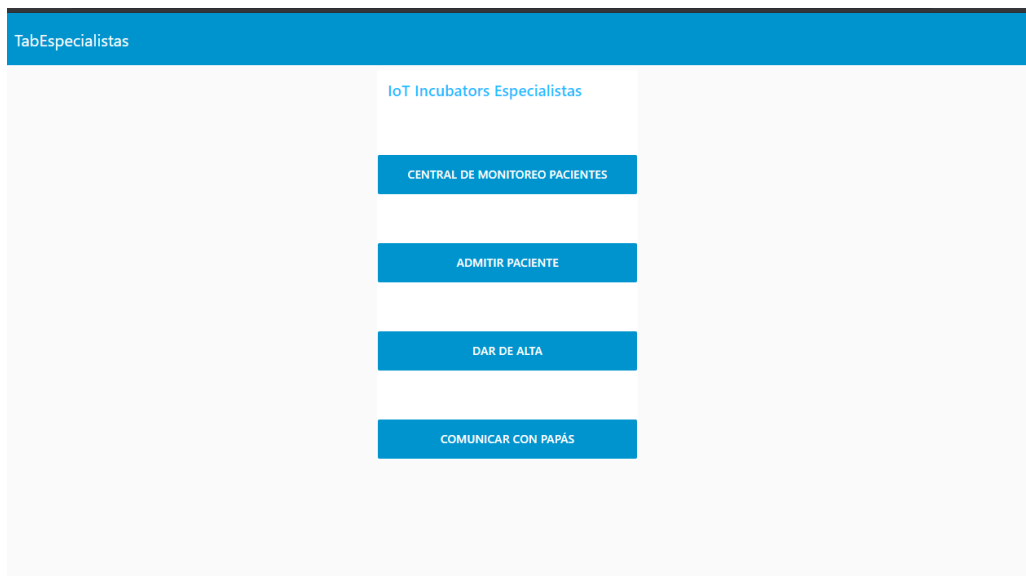 TabEspecialistas
IoT Incubators Especialistas
CENTRAL DE MONITOREO PACIENTES
ADMITIR PACIENTE
DAR DE ALTA
COMUNICAR CON PAPÁS